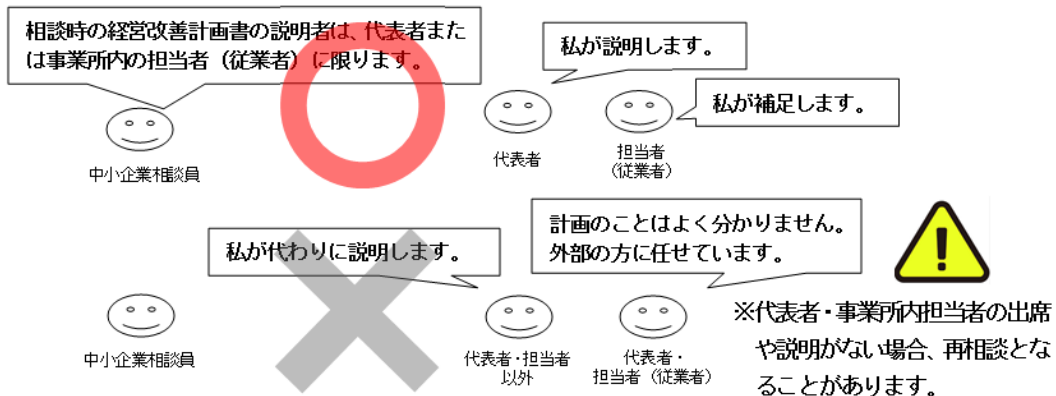 相談時の経営改善計画書の説明者は、代表者また
は事業所内の担当者（従業者）に限ります。
私が説明します。
私が補足します。
中小企業相談員
代表者
担当者
（従業者）
計画のことはよく分かりません。
外部の方に任せています。
私が代わりに説明します。
中小企業相談員
代表者・担当者
以外
代表者・
担当者（従業者）
※代表者・事業所内担当者の出席
や説明がない場合、再相談とな
ることがあります。